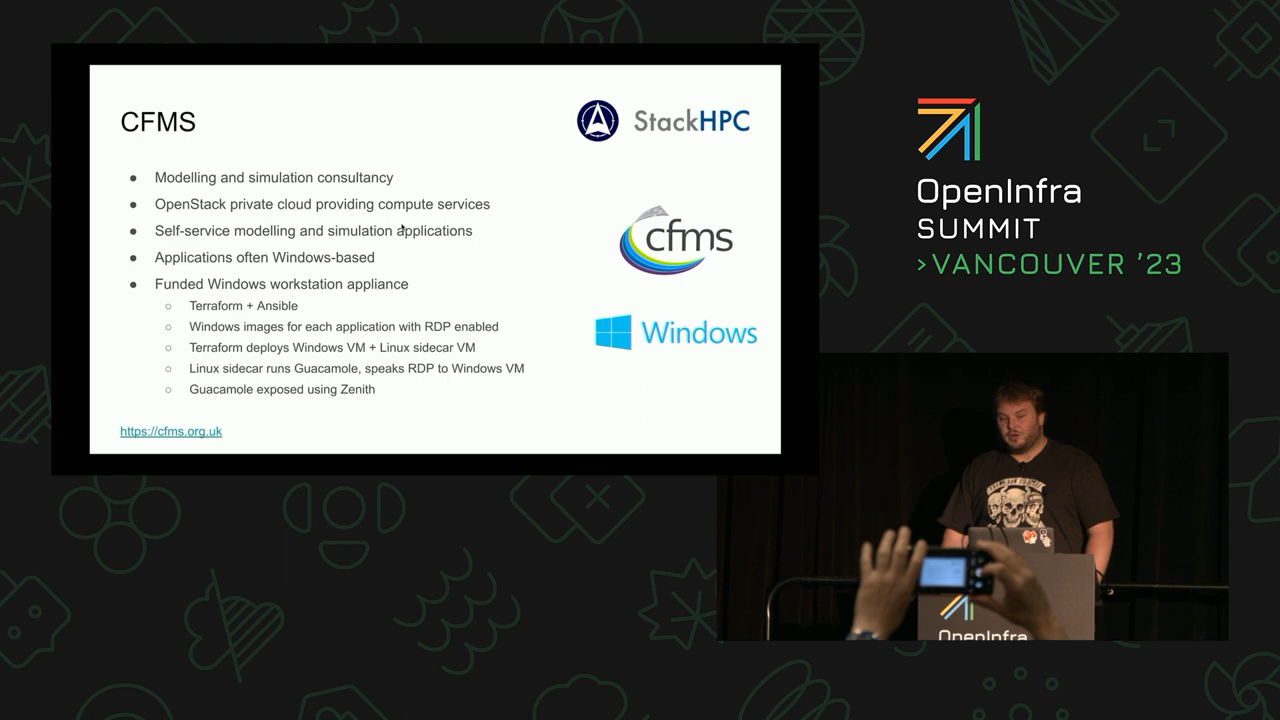 CFMS
StackHPC
● Modelling and simulation consultancy
● OpenStack private cloud providing compute services
● Self-service modelling and simulation applications
● Applications often Windows-based
● Funded Windows workstation appliance
○ Terraform + Ansible
○ Windows images for each application with RDP enabled
○ Terraform deploys Windows VM + Linux sidecar VM
○ Linux sidecar runs Guacamole, speaks RDP to Windows VM
○ Guacamole exposed using Zenith
https://cfms.org.uk
cfms
Windows
OpenInfra
SUMMIT
>VANCOUVER '23
OpenInfra